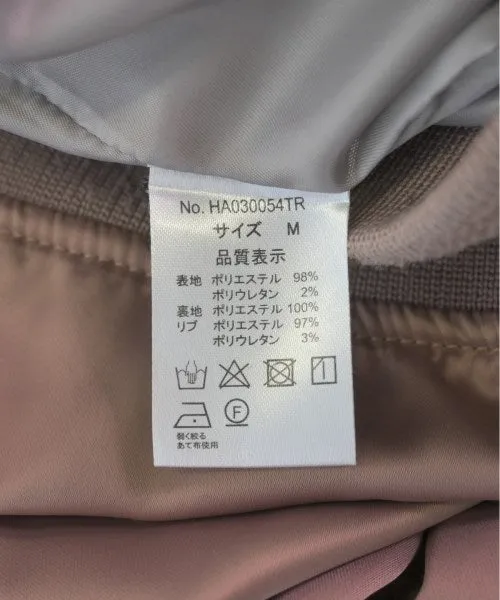 No. HA030054TR
サイズ M
品質表示
表地 ポリエステル 98%
ポリウレタン 2%
裏地 ポリエステル 100%
リブ ポリエステル 97%
ポリウレタン 3%
F
弱く絞る
あて布使用